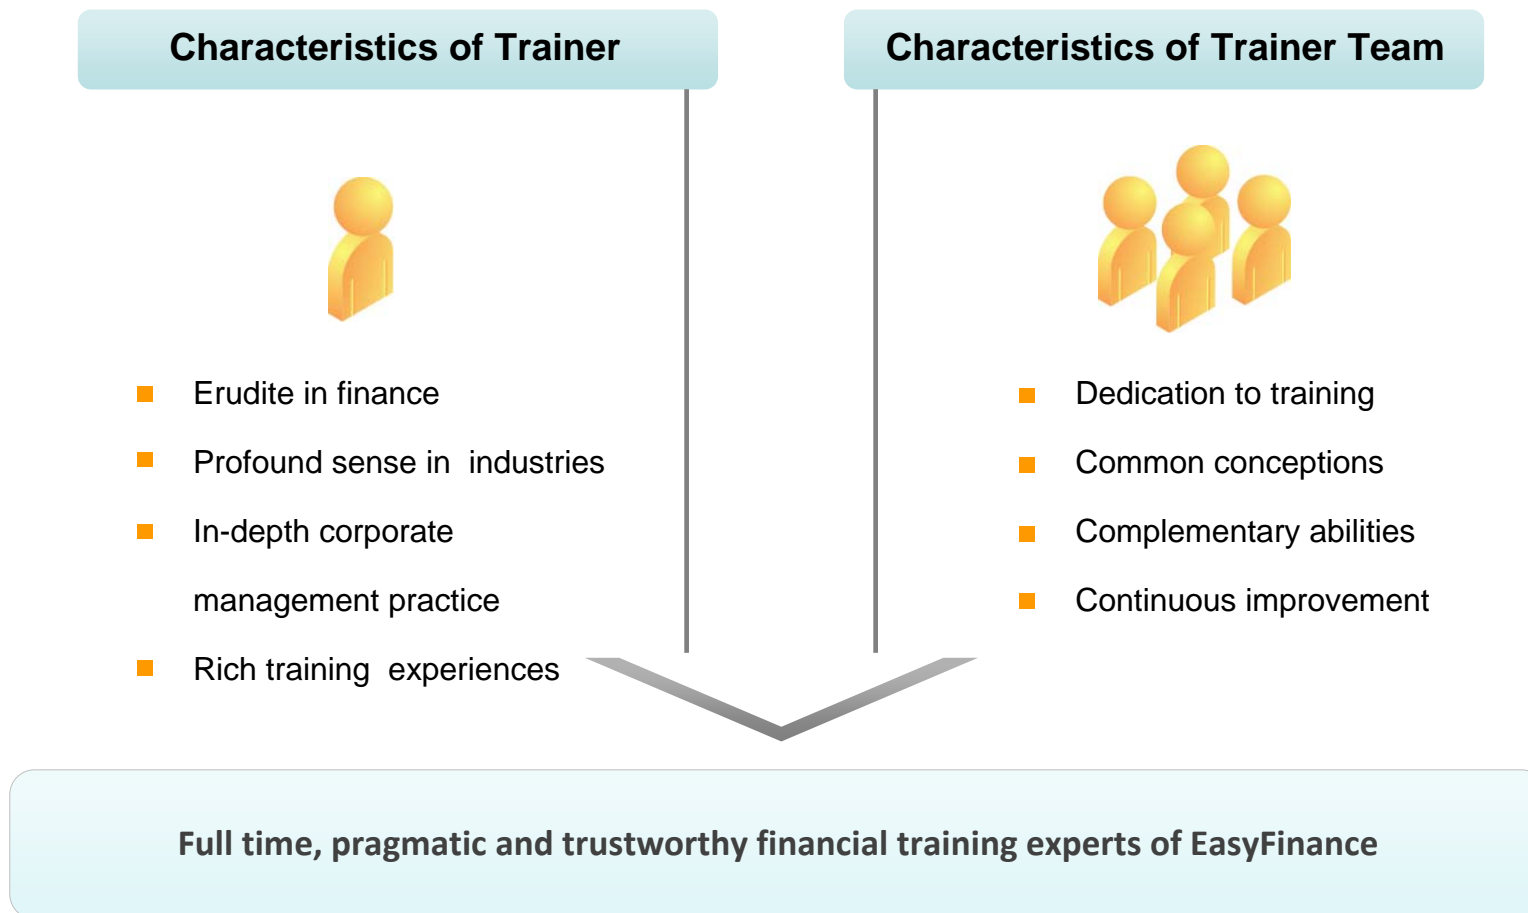 Characteristics of Trainer
Erudite in finance
Profound sense in  industries
In-depth corporate
management practice
Rich training  experiences
Characteristics of Trainer Team
Dedication to training
Common conceptions
Complementary abilities
Continuous improvement
Full time, pragmatic and trustworthy financial training experts of EasyFinance